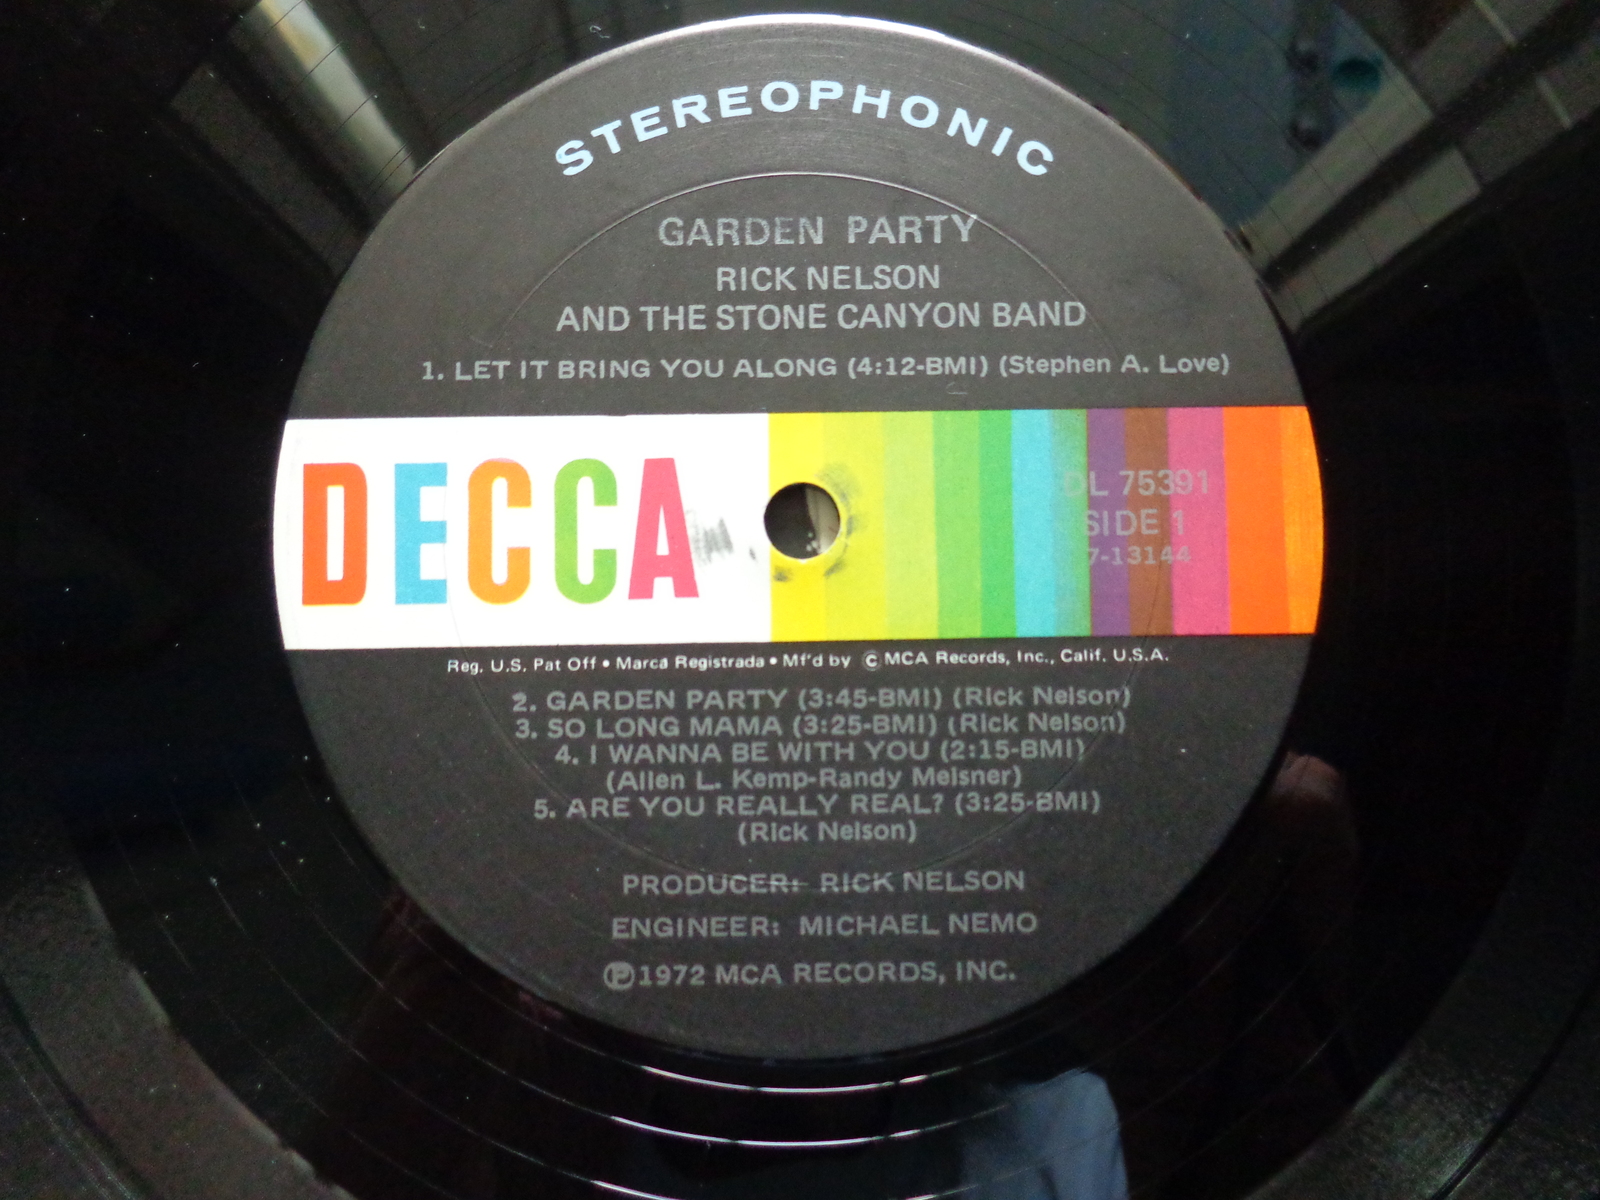 STEREOPHONIC
GARDEN PARTY
RICK NELSON
AND THE STONE CANYON BAND
1. LET IT BRING YOU ALONG (4:12-BMI) (Stephen A. Love)
DECCA
DL 75391
SIDE 1
7-13144
Reg. U.S. Pat Off • Marca Registrada • Mf'd by Ⓒ MCA Records, Inc., Calif. U.S.A.
2. GARDEN PARTY (3:45-BMI) (Rick Nelson)
3. SO LONG MAMA (3:25-BMI) (Rick Nelson)
4. I WANNA BE WITH YOU (2:15-BMI)
(Allen L. Kemp-Randy Meisner)
5. ARE YOU REALLY REAL? (3:25-BMI)
(Rick Nelson)
PRODUCER: RICK NELSON
ENGINEER: MICHAEL NEMO
Ⓟ1972 MCA RECORDS, INC.